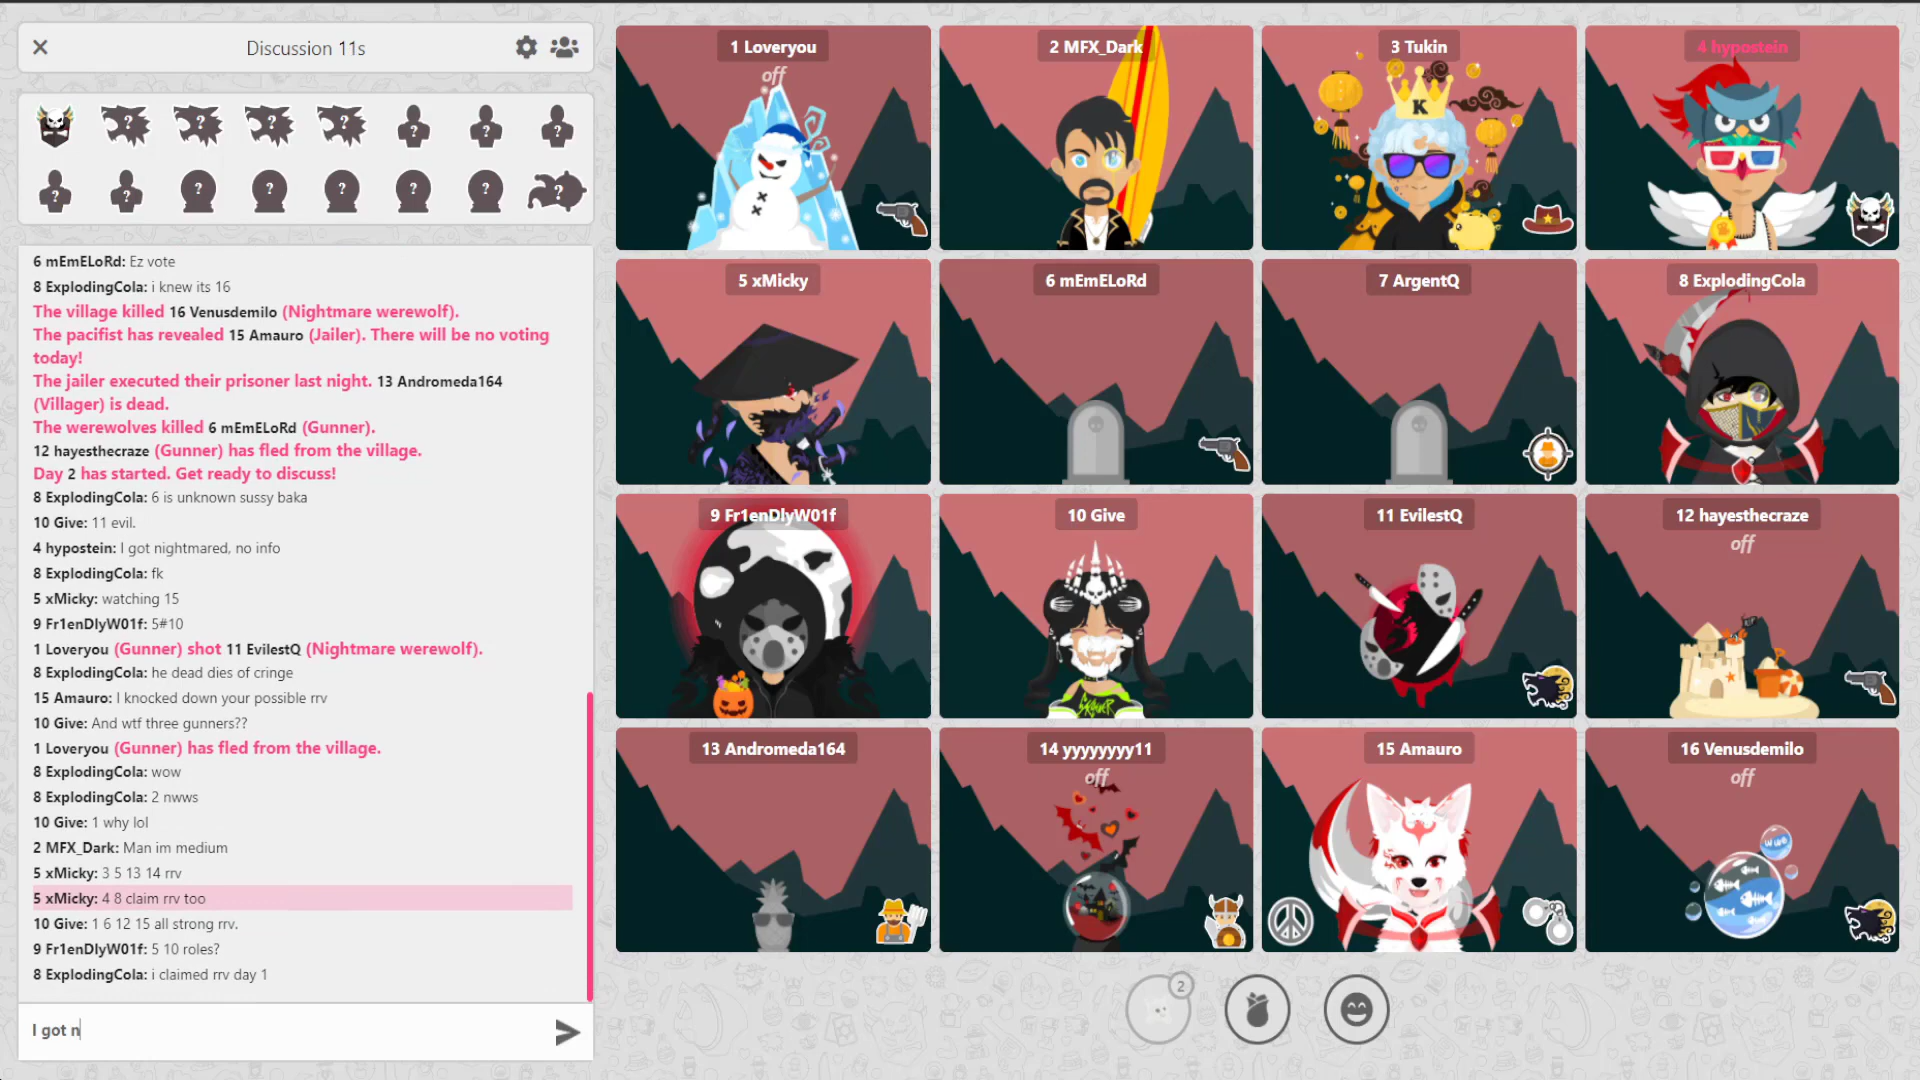 Discussion 11s
6 mEmELoRd: Ez vote
8 ExplodingCola: i knew its 16
The village killed 16 Venusdemilo (Nightmare werewolf).
The pacifist has revealed 15 Amauro (Jailer). There will be no voting
today!
The jailer executed their prisoner last night. 13 Andromeda164
(Villager) is dead.
The werewolves killed 6 mEmELoRd (Gunner).
12 hayesthecraze (Gunner) has fled from the village.
Day 2 has started. Get ready to discuss!
8 ExplodingCola: 6 is unknown sussy baka
10 Give: 11 evil.
4 hypostein: I got nightmared, no info
8 ExplodingCola: fk
5 xMicky: watching 15
9 Fr1enDlyW01f: 5#10
1 Loveryou (Gunner) shot 11 EvilestQ (Nightmare werewolf).
8 ExplodingCola: he dead dies of cringe
15 Amauro: I knocked down your possible rrv
10 Give: And wtf three gunners??
1 Loveryou (Gunner) has fled from the village.
8 ExplodingCola: wow
8 ExplodingCola: 2 nwws
10 Give: 1 why lol
2 MFX_Dark: Man im medium
5 xMicky: 3 5 13 14 rrv
5 xMicky: 4 8 claim rrv too
10 Give: 1 6 12 15 all strong rrv.
9 Fr1enDlyW01f: 5 10 roles?
8 ExplodingCola: i claimed rrv day 1
I got n
1 Loveryou
off
2 MFX_Dark
3 Tukin
K
4 hypostein
5 xMicky
6 mEmELoRd
7 ArgentQ
8 ExplodingCola
9 Fr1enDlyW01f
10 Give
11 EvilestQ
12 hayesthecraze
off
13 Andromeda164
14 yyyyyyyy11
off
15 Amauro
16 Venusdemilo
off
2